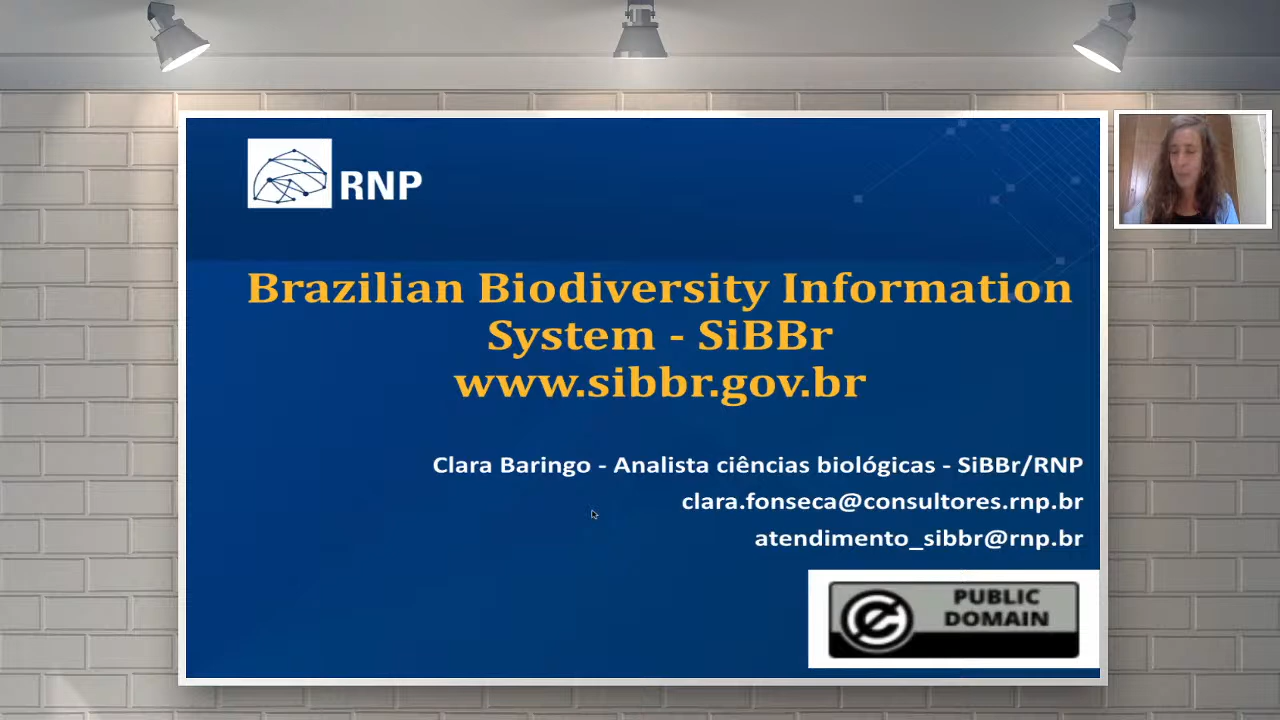 RNP
Brazilian Biodiversity Information
System - SiBBr
www.sibbr.gov.br
Clara Baringo - Analista ciências biológicas - SiBBr/RNP
clara.fonseca@consultores.rnp.br
atendimento_sibbr@rnp.br
PUBLIC
DOMAIN